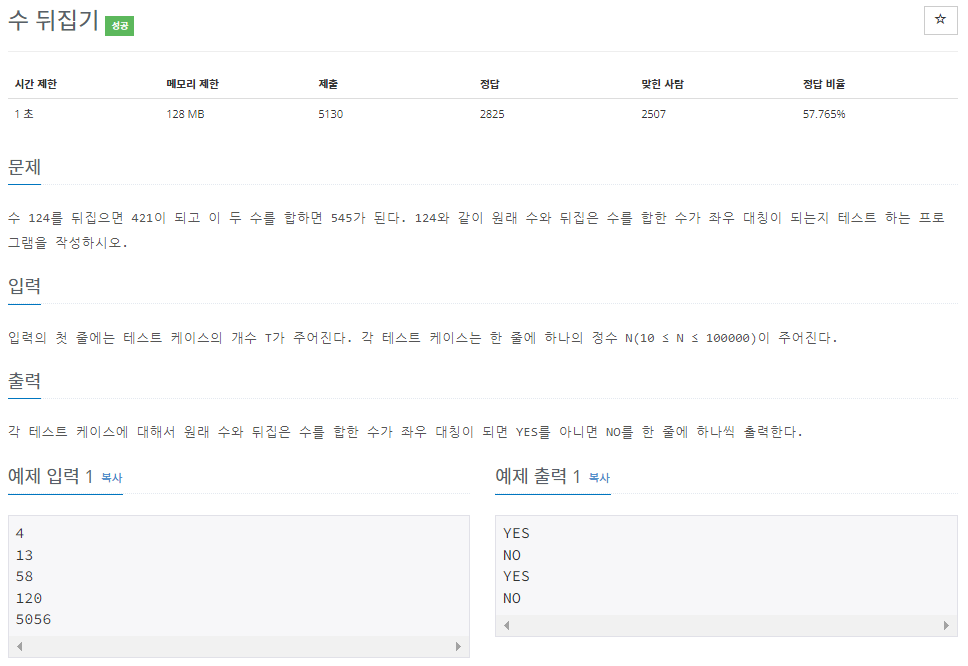 수 뒤집기 성공
☆
시간 제한 메모리 제한 제출 정답 맞힌 사람 정답 비율
1 초 128 MB 5130 2825 2507 57.765%
문제
수 124를 뒤집으면 421이 되고 이 두 수를 합하면 545가 된다. 124와 같이 원래 수와 뒤집은 수를 합한 수가 좌우 대칭이 되는지 테스트 하는 프로
그램을 작성하시오.
입력
입력의 첫 줄에는 테스트 케이스의 개수 T가 주어진다. 각 테스트 케이스는 한 줄에 하나의 정수 N(10 ≤ N ≤ 100000)이 주어진다.
출력
각 테스트 케이스에 대해서 원래 수와 뒤집은 수를 합한 수가 좌우 대칭이 되면 YES를 아니면 NO를 한 줄에 하나씩 출력한다.
예제 입력 1 복사
4
13
58
120
5056
예제 출력 1 복사
YES
NO
YES
NO